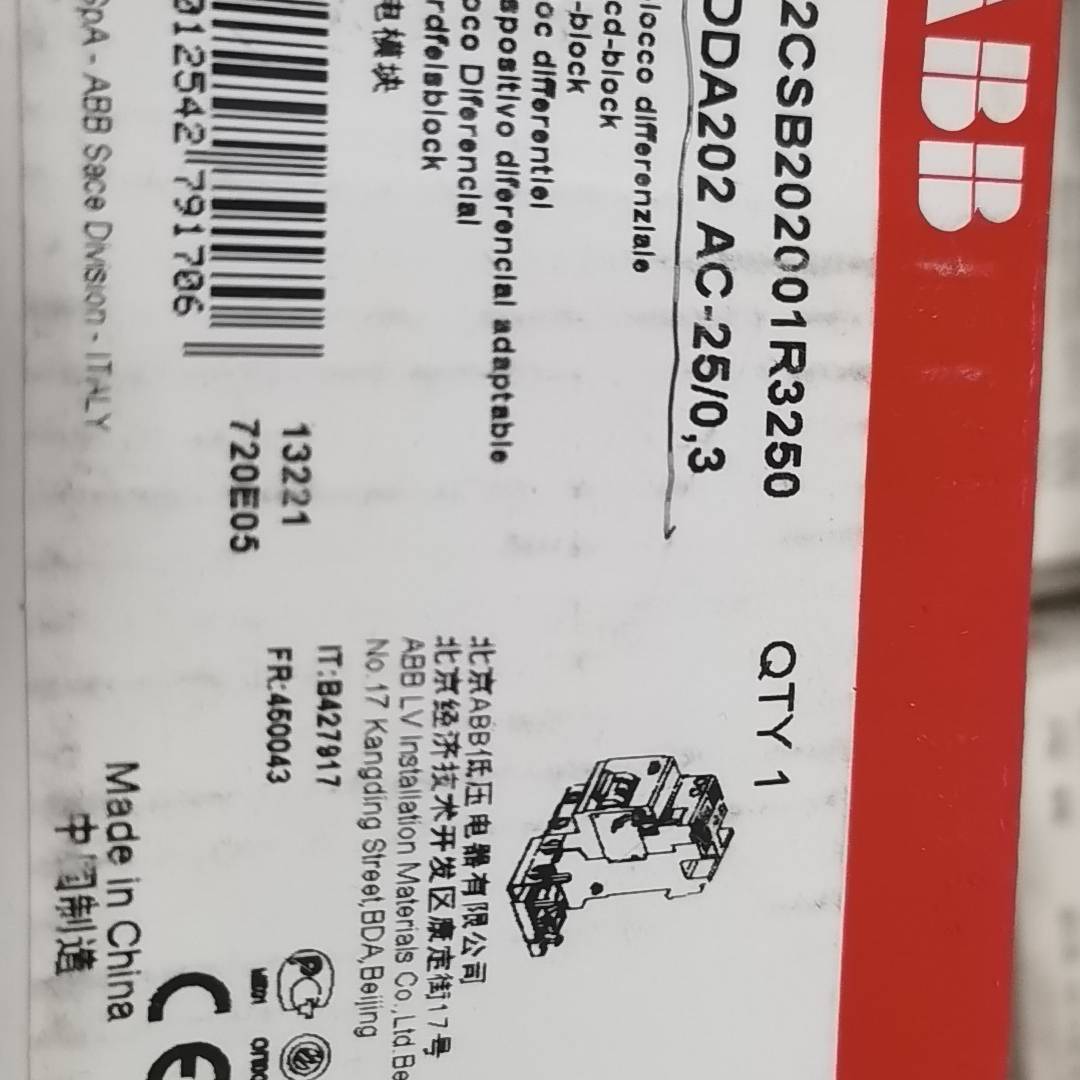 ABB
2CSB202001R3250 QTY 1
DDA202 AC-25/0,3
locco differenziale
cd-block
-block
oc differentiel
spositivo diferencial adaptable
oco Diferencial
rdfelsblock
电模块
012542 791706
13221
720E05
SpA - ABB Sace Division - ITALY
北京ABB低压电器有限公司
北京经济技术开发区康定街17号
ABB LV Installation Materials Co.,Ltd.Be
No.17 Kangding Street,BDA,Beijing
IT:B427917
FR:460043
Made in China
中国制造
CE
PC